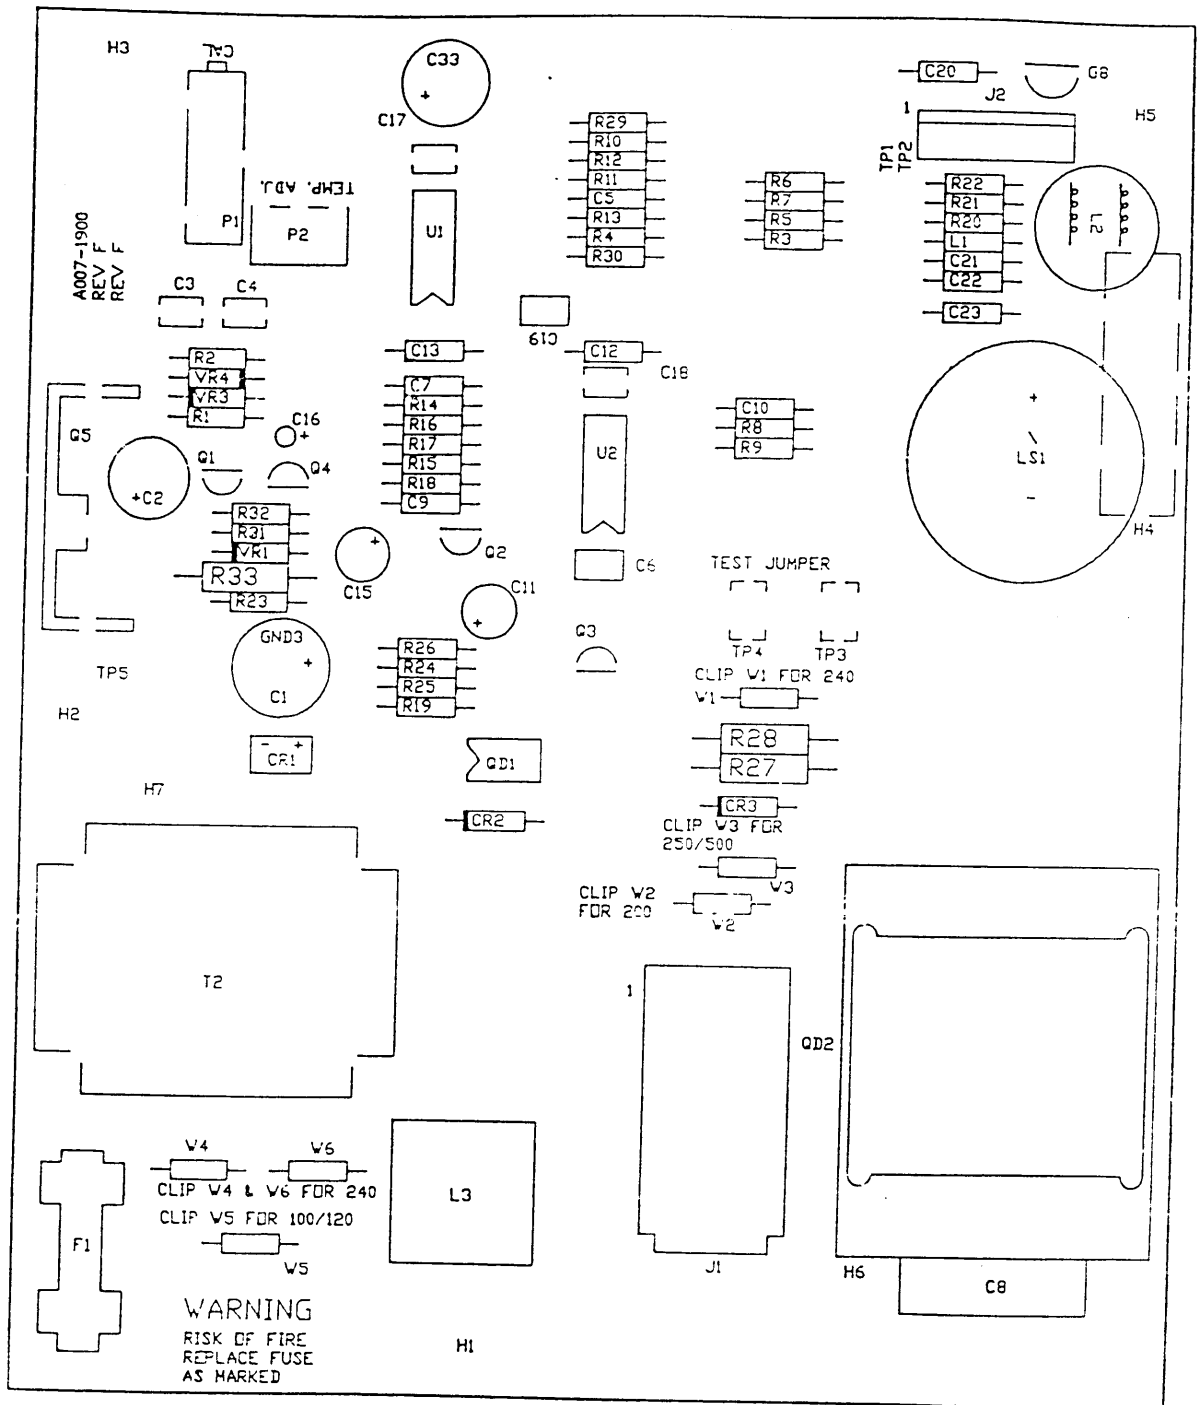 H3
CAL
C33
+
C17
C20
G8
J2
1
H5
TP1
TP2
R29
R10
R12
R11
C5
R13
R4
R30
R6
R7
R5
R3
R22
R21
R20
L1
C21
C22
C23
L2
TEMP. ADJ.
P1
P2
U1
A007-1900
REV F
REV F
C3
C4
C19
C13
C12
C18
R2
VR4
VR3
R1
C7
R14
R16
R17
R15
R18
C9
C16
+
Q5
Q1
Q4
+C2
U2
C10
R8
R9
+
LS1
-
H4
R32
R31
VR1
R33
R23
+
C15
Q2
C11
+
C6
TEST JUMPER
TP4
TP3
Q3
GND3
+
C1
TP5
H2
R26
R24
R25
R19
CLIP W1 FOR 240
W1
R28
R27
- +
CR1
QD1
H7
CR2
CR3
CLIP W3 FOR
250/500
W3
CLIP W2
FOR 200
W2
T2
1
QD2
W4
W6
CLIP W4 & W6 FOR 240
CLIP W5 FOR 100/120
W5
F1
L3
J1
H6
C8
WARNING
RISK OF FIRE
REPLACE FUSE
AS MARKED
H1